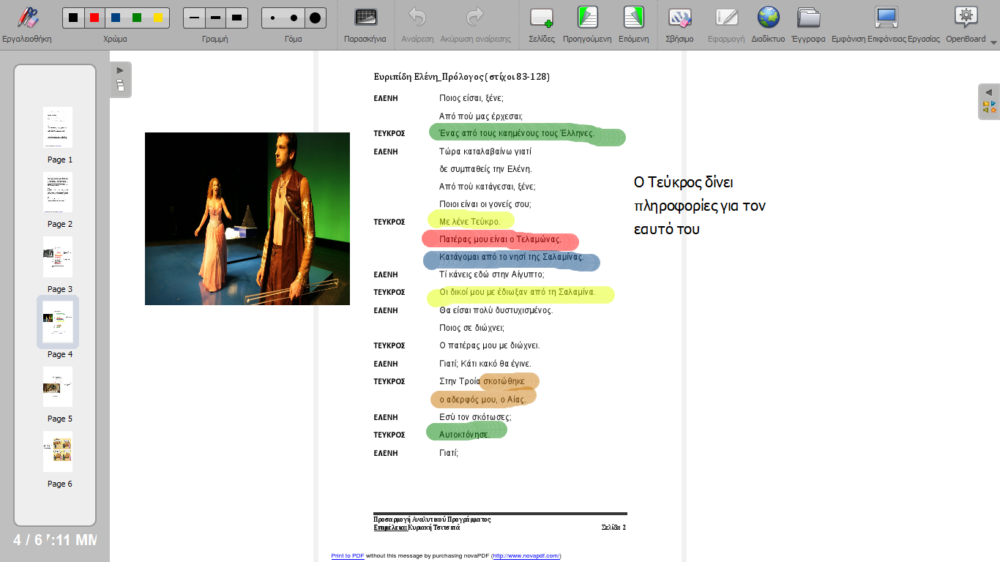 Εργαλειοθήκη
Χρώμα
Γραμμή
Γόμα
Παρασκήνια
Αναίρεση
Ακύρωση αναίρεσης
Σελίδες
Προηγούμενη
Επόμενη
Σβήσιμο
Εφαρμογή
Διαδίκτυο
Έγγραφα
Εμφάνιση Επιφάνειας Εργασίας
OpenBoard
Page 1
Page 2
Page 3
Page 4
Page 5
Page 6
4 / 6
7:11 ΜΜ
Ευριπίδη Ελένη_Πρόλογος ( στίχοι 83-128)
ΕΛΕΝΗ Ποιος είσαι, ξένε;
Από πού μας έρχεσαι;
ΤΕΥΚΡΟΣ Ένας από τους καημένους τους Έλληνες.
ΕΛΕΝΗ Τώρα καταλαβαίνω γιατί
δε συμπαθείς την Ελένη.
Από πού κατάγεσαι, ξένε;
Ποιοι είναι οι γονείς σου;
ΤΕΥΚΡΟΣ Με λένε Τεύκρο.
Πατέρας μου είναι ο Τελαμώνας.
Κατάγομαι από το νησί της Σαλαμίνας.
ΕΛΕΝΗ Τί κάνεις εδώ στην Αίγυπτο;
ΤΕΥΚΡΟΣ Οι δικοί μου με έδιωξαν από τη Σαλαμίνα.
ΕΛΕΝΗ Θα είσαι πολύ δυστυχισμένος.
Ποιος σε διώχνει;
ΤΕΥΚΡΟΣ Ο πατέρας μου με διώχνει.
ΕΛΕΝΗ Γιατί; Κάτι κακό θα έγινε.
ΤΕΥΚΡΟΣ Στην Τροία σκοτώθηκε
ο αδερφός μου, ο Αίας.
ΕΛΕΝΗ Εσύ τον σκότωσες;
ΤΕΥΚΡΟΣ Αυτοκτόνησε.
ΕΛΕΝΗ Γιατί;
Ο Τεύκρος δίνει
πληροφορίες για τον
εαυτό του
Προσαρμογή Αναλυτικού Προγράμματος
Επιμέλεια: Κυριακή Τσιτσιπά Σελίδα 2
Print to PDF without this message by purchasing novaPDF (http://www.novapdf.com/)